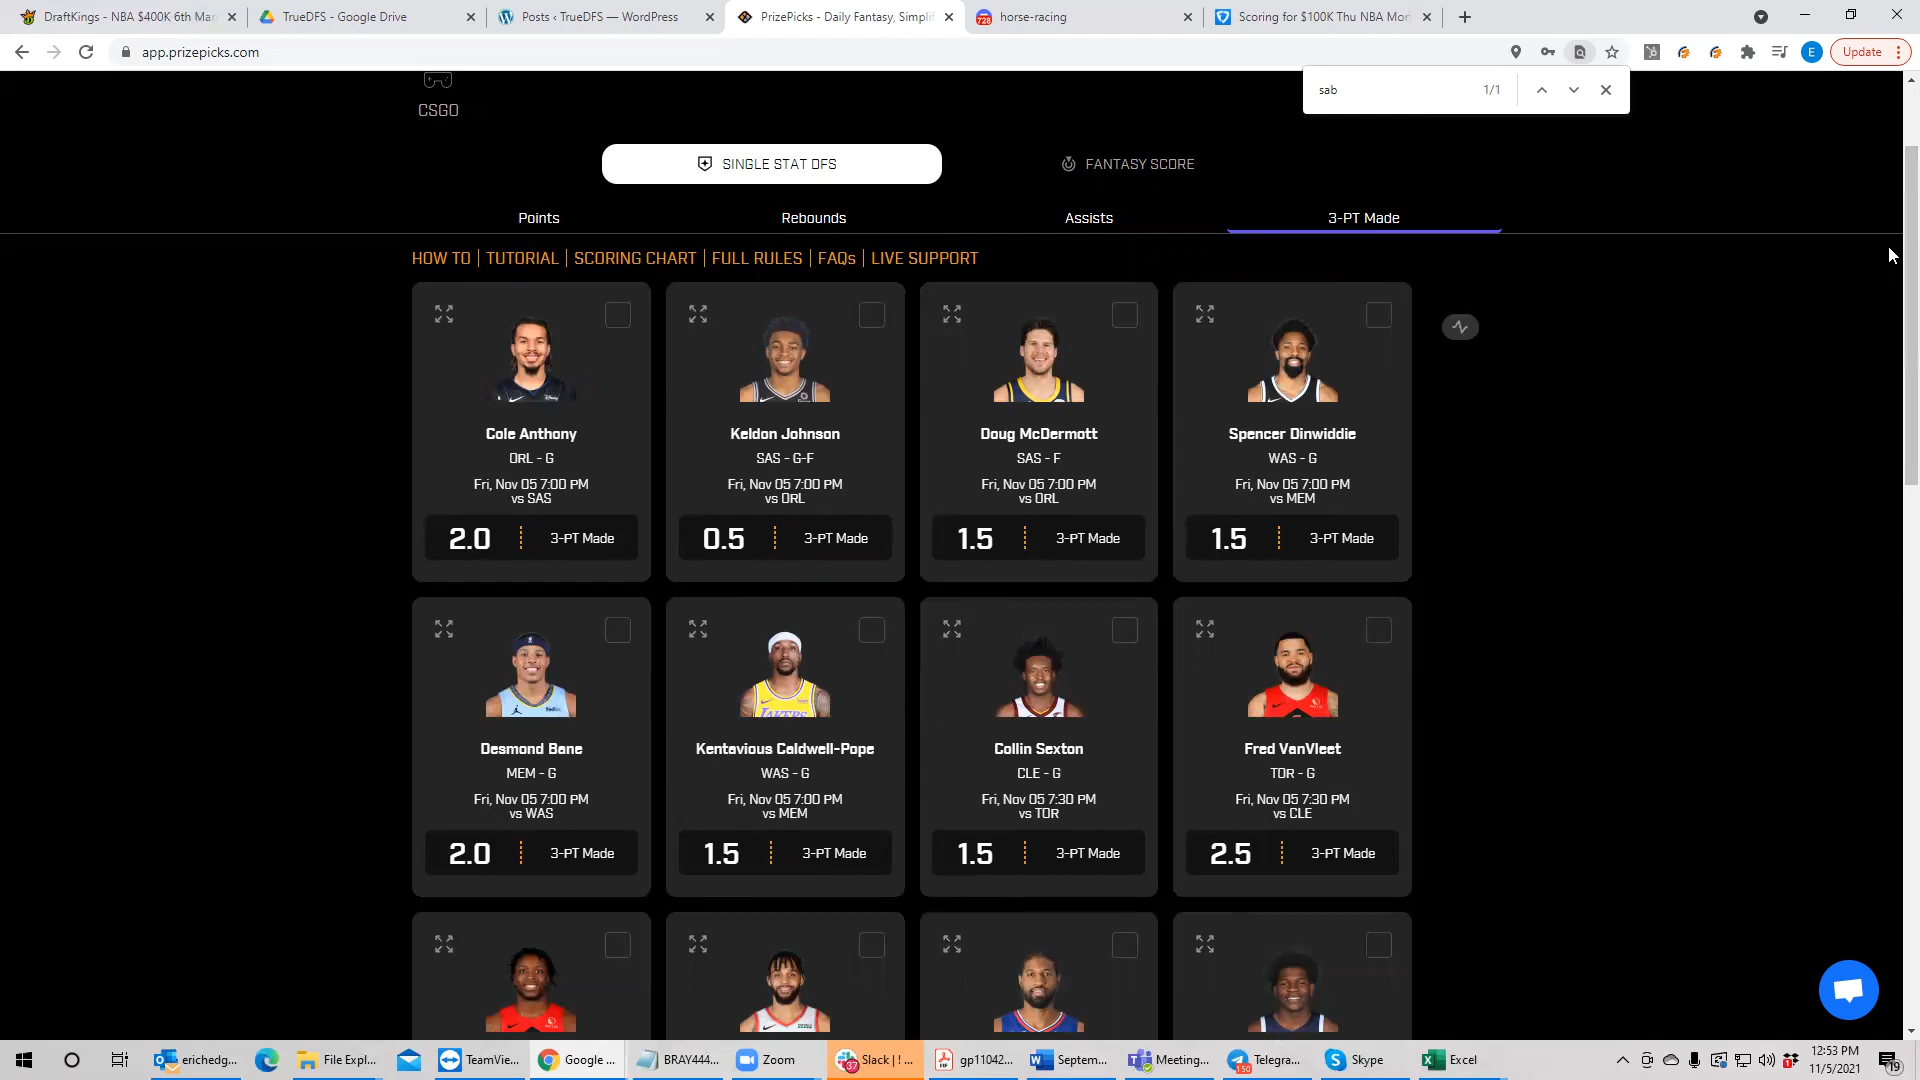 DraftKings - NBA $400K 6th Mar
TrueDFS - Google Drive
Posts ‹ TrueDFS — WordPress
PrizePicks - Daily Fantasy, Simplifi
horse-racing
Scoring for $100K Thu NBA Mon
app.prizepicks.com
E
Update
sab
1/1
CSGO
SINGLE STAT DFS
FANTASY SCORE
Points
Rebounds
Assists
3-PT Made
HOW TO | TUTORIAL | SCORING CHART | FULL RULES | FAQs | LIVE SUPPORT
Cole Anthony
ORL - G
Fri, Nov 05 7:00 PM
vs SAS
2.0
3-PT Made
Keldon Johnson
SAS - G-F
Fri, Nov 05 7:00 PM
vs ORL
0.5
3-PT Made
Doug McDermott
SAS - F
Fri, Nov 05 7:00 PM
vs ORL
1.5
3-PT Made
Spencer Dinwiddie
WAS - G
Fri, Nov 05 7:00 PM
vs MEM
1.5
3-PT Made
Desmond Bane
MEM - G
Fri, Nov 05 7:00 PM
vs WAS
2.0
3-PT Made
Kentavious Caldwell-Pope
WAS - G
Fri, Nov 05 7:00 PM
vs MEM
1.5
3-PT Made
Collin Sexton
CLE - G
Fri, Nov 05 7:30 PM
vs TOR
1.5
3-PT Made
Fred VanVleet
TOR - G
Fri, Nov 05 7:30 PM
vs CLE
2.5
3-PT Made
erichedg...
File Expl...
TeamVie...
Google ...
BRAY444...
Zoom
Slack | ! ...
gp11042...
Septem...
Meeting...
Telegra...
Skype
Excel
12:53 PM
11/5/2021
19